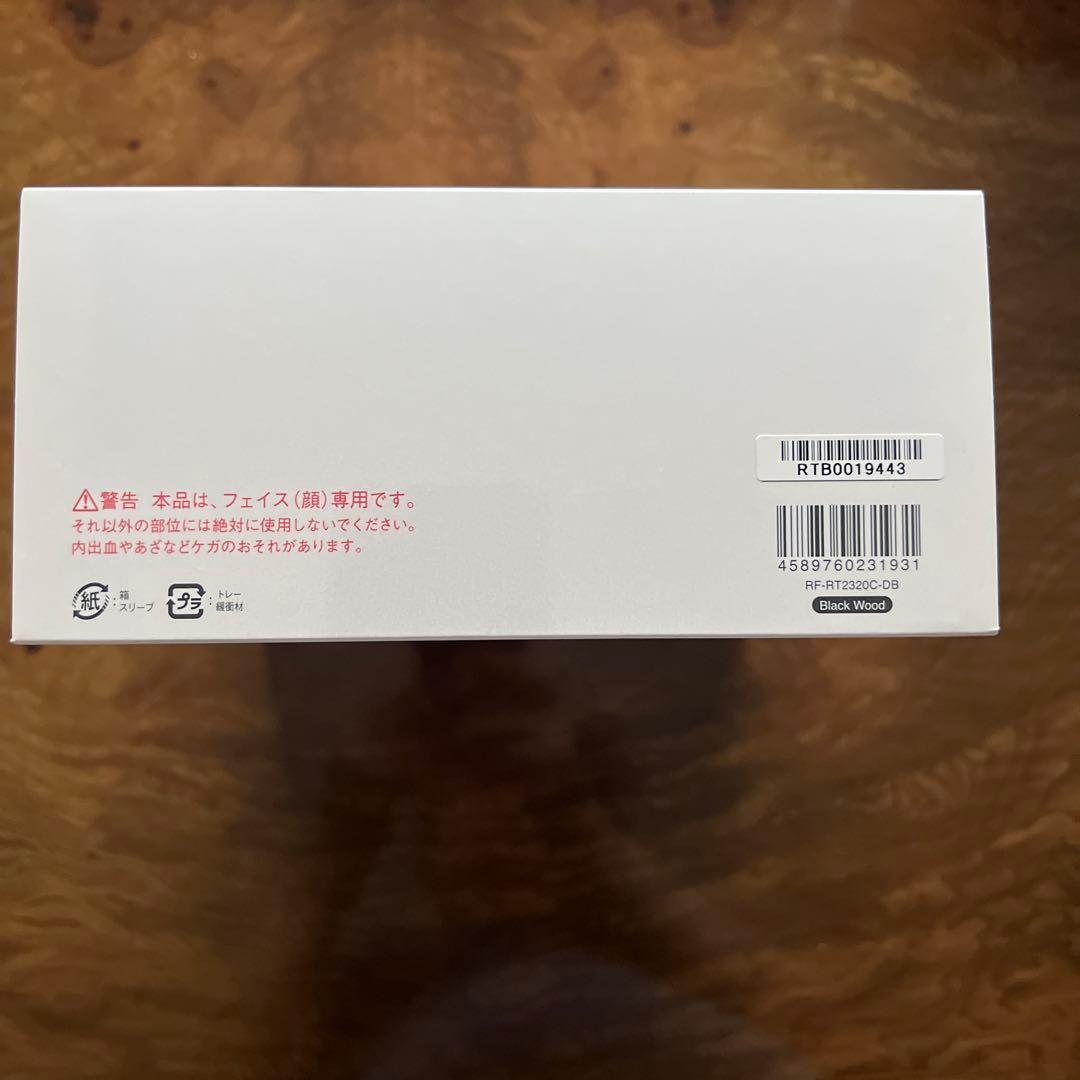 RTB0019443
4589760231931
RF-RT2320C-DB
Black Wood
警告 本品は、フェイス(顔)専用です。
それ以外の部位には絶対に使用しないでください。
内出血やあざなどケガのおそれがあります。
紙 : 箱
スリーブ
プラ : トレー
緩衝材